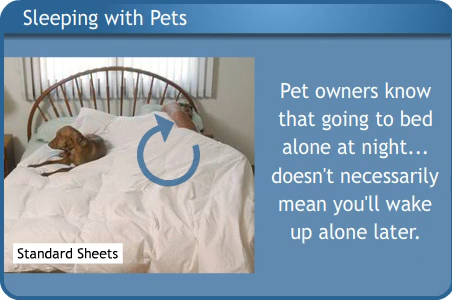 Sleeping with Pets
Pet owners know
that going to bed
alone at night...
doesn't necessarily
mean you'll wake
up alone later.
Standard Sheets